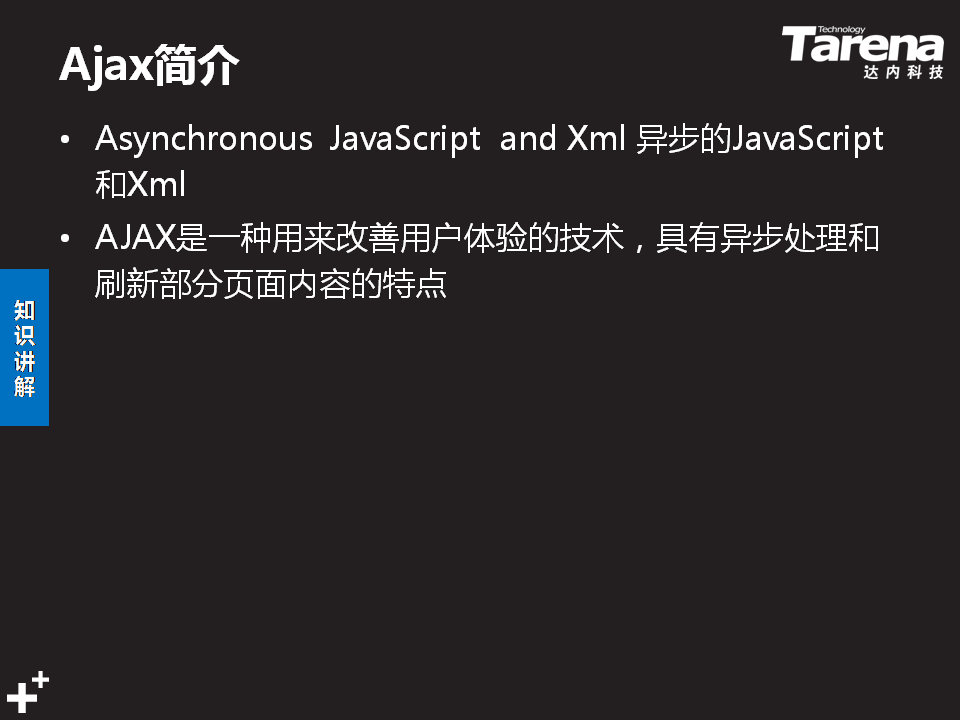 Ajax简介
Technology
Tarena
达内科技
• Asynchronous JavaScript and Xml 异步的JavaScript
和Xml
• AJAX是一种用来改善用户体验的技术，具有异步处理和
刷新部分页面内容的特点
知
识
讲
解